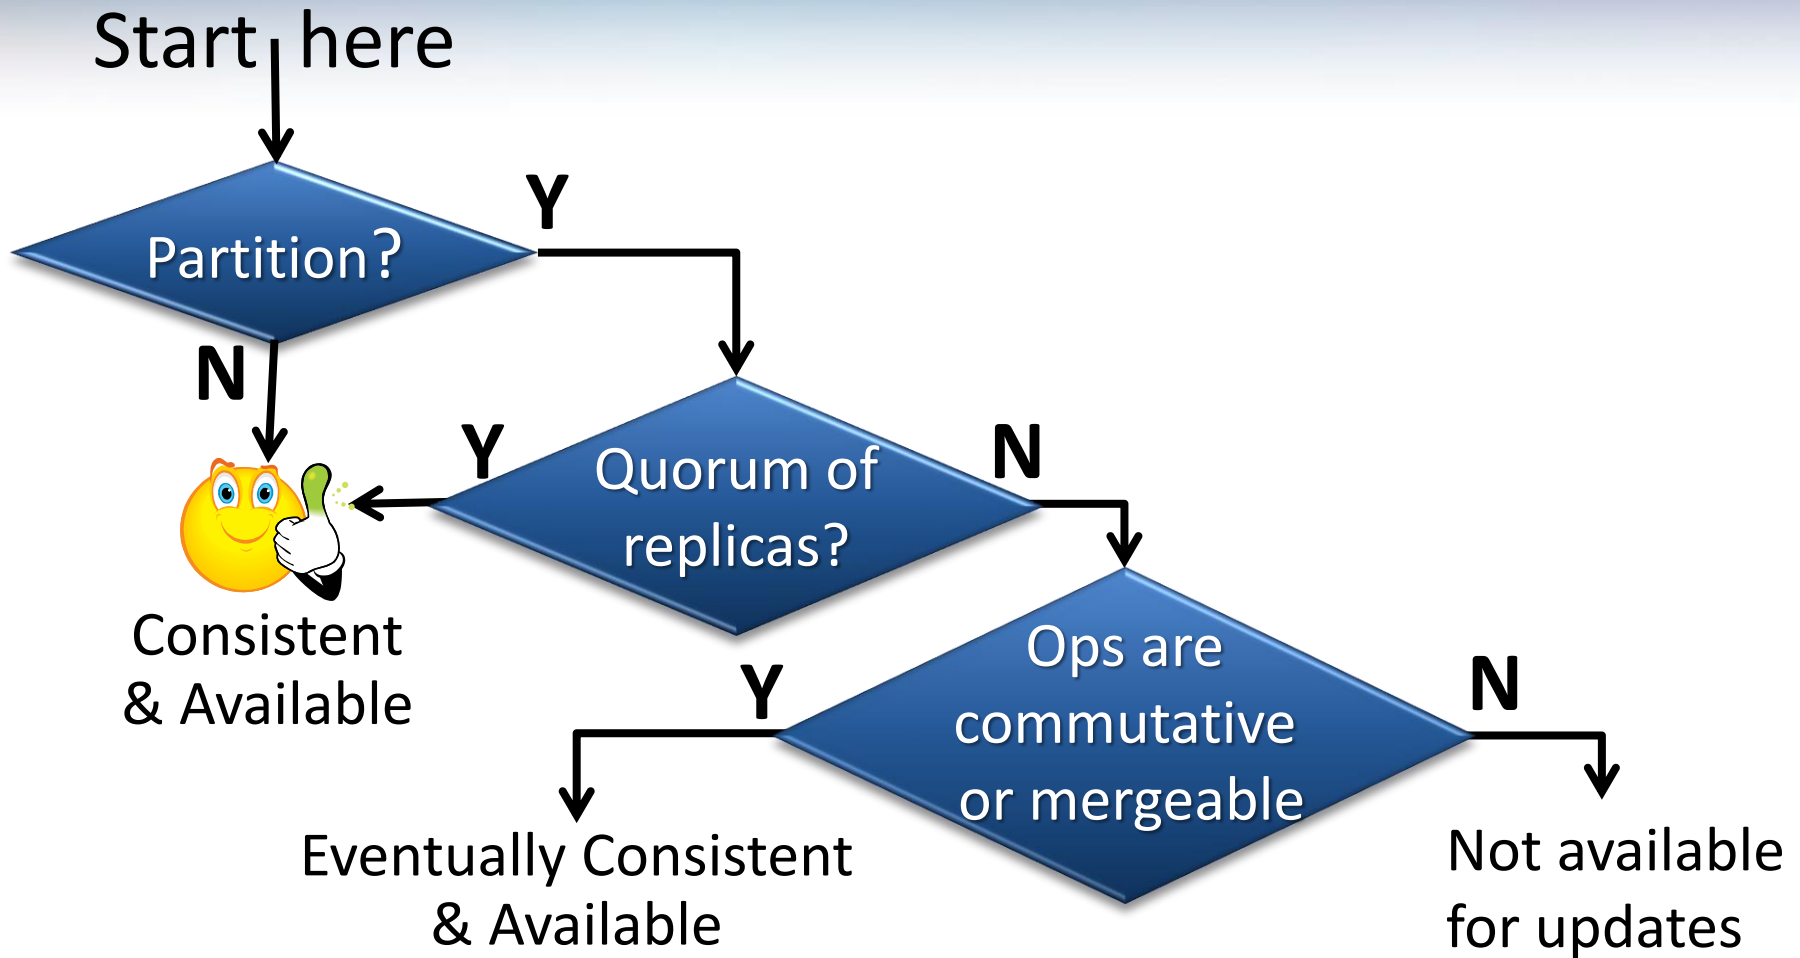 Start here
Partition?
Y
N
Quorum of
replicas?
Y
N
Consistent
& Available
Ops are
commutative
or mergeable
Y
N
Eventually Consistent
& Available
Not available
for updates